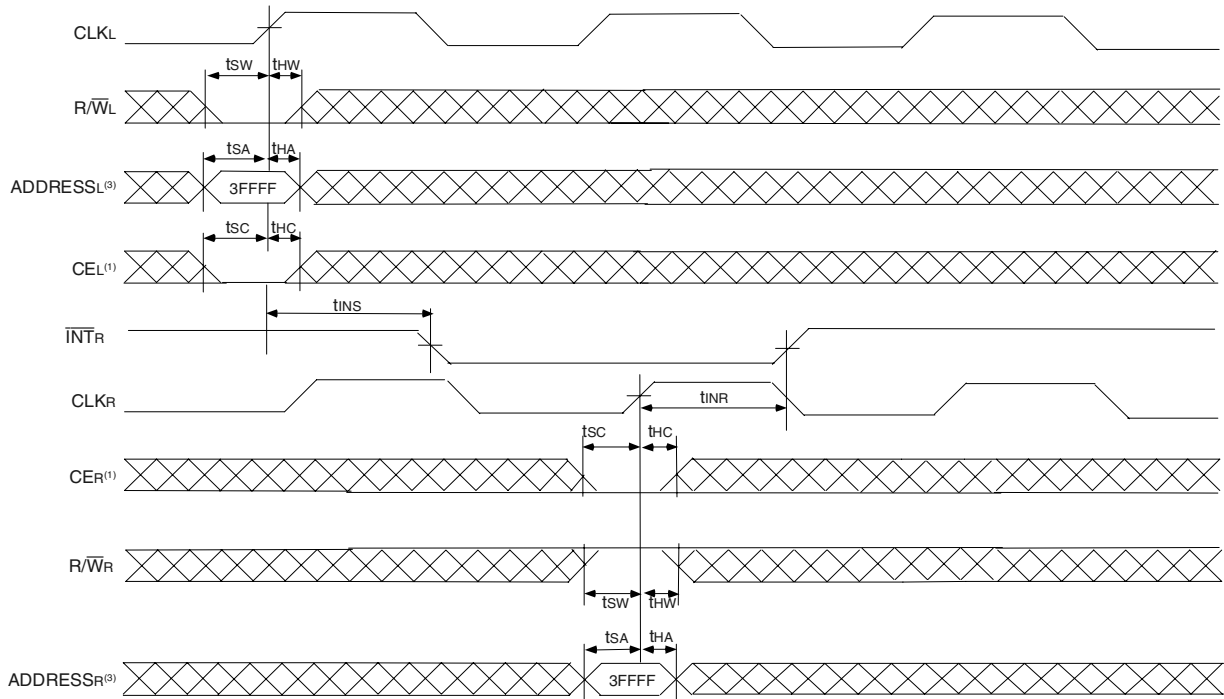 CLKL
tSW tHW
R/W̅L
tSA tHA
ADDRESSL(3) 3FFFF
tSC tHC
CEL(1)
tINS
I̅N̅T̅R
CLKR
tINR
tSC tHC
CER(1)
R/W̅R
tSW tHW
tSA tHA
ADDRESSR(3) 3FFFF